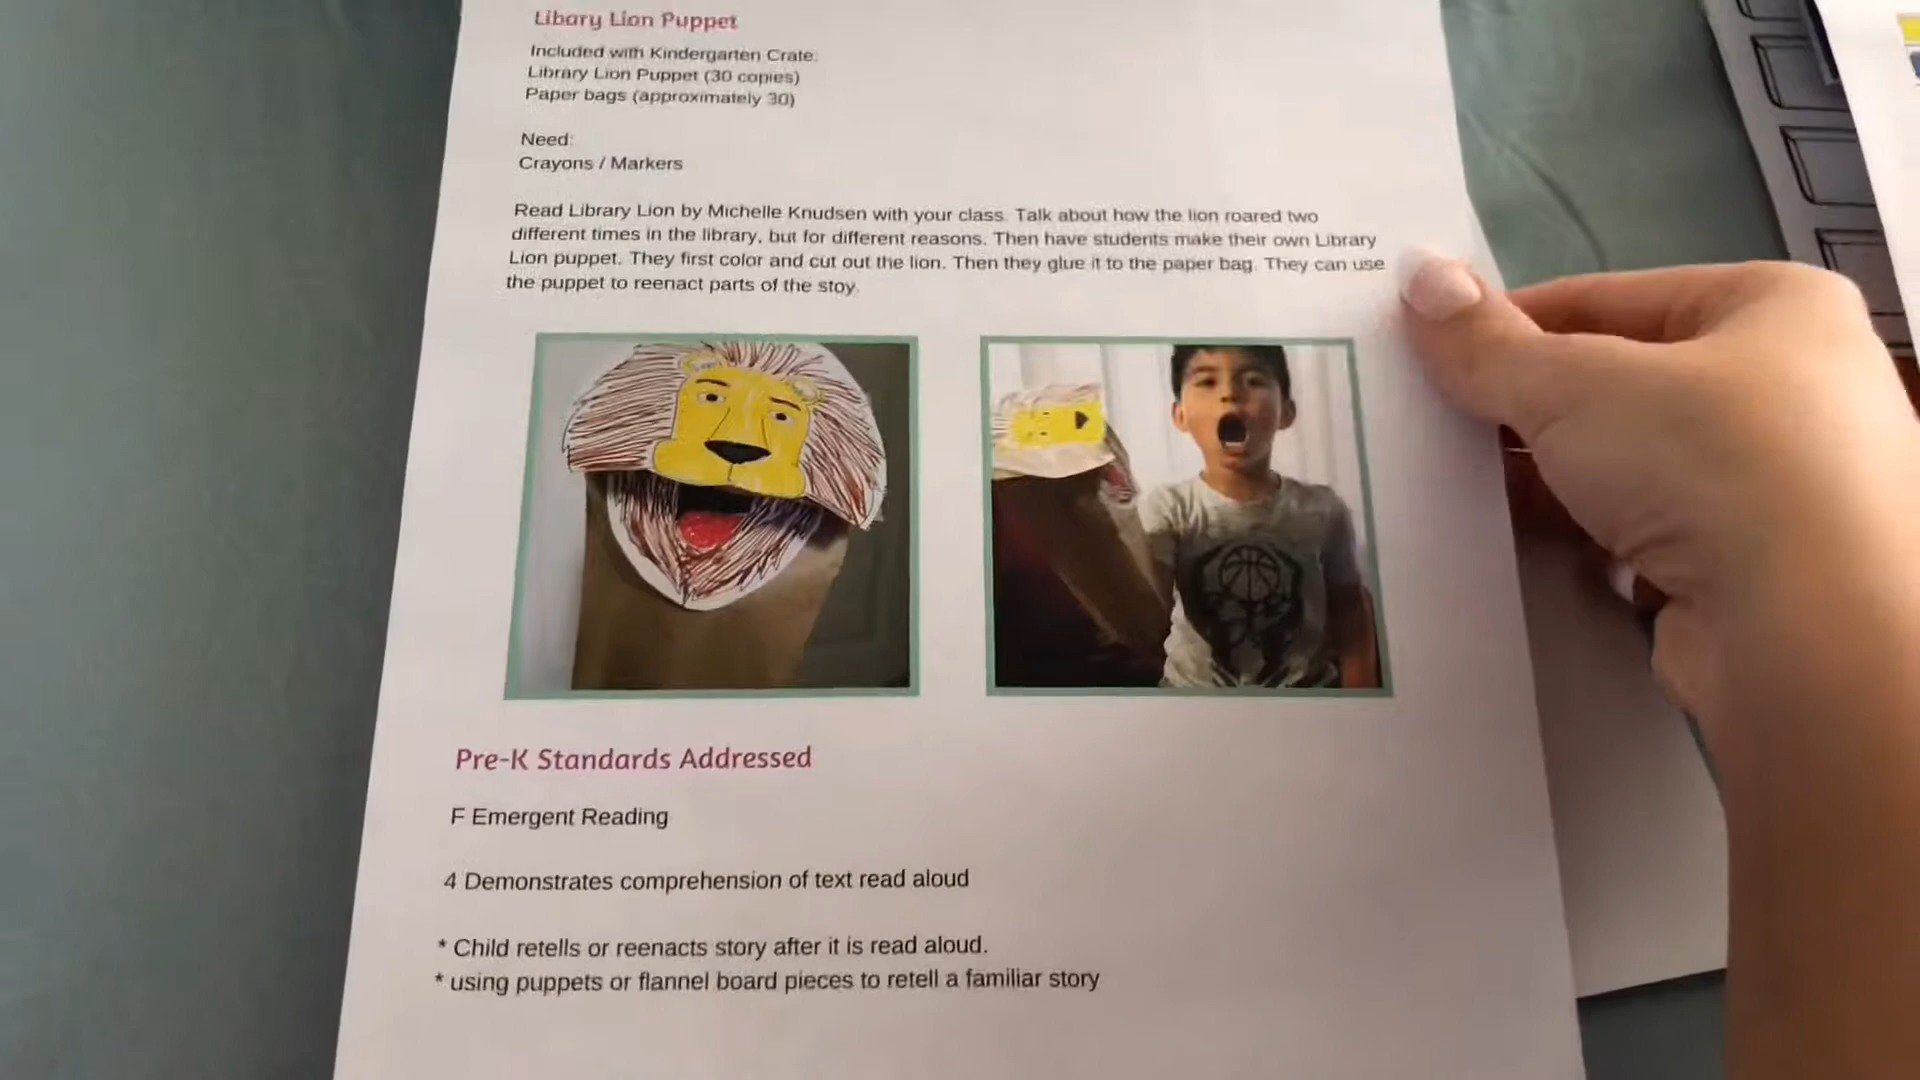 Libary Lion Puppet
Included with Kindergarten Crate:
Library Lion Puppet (30 copies)
Paper bags (approximately 30)
Need:
Crayons / Markers
Read Library Lion by Michelle Knudsen with your class. Talk about how the lion roared two
different times in the library, but for different reasons. Then have students make their own Library
Lion puppet. They first color and cut out the lion. Then they glue it to the paper bag. They can use
the puppet to reenact parts of the stoy.
Pre-K Standards Addressed
F Emergent Reading
4 Demonstrates comprehension of text read aloud
* Child retells or reenacts story after it is read aloud.
* using puppets or flannel board pieces to retell a familiar story